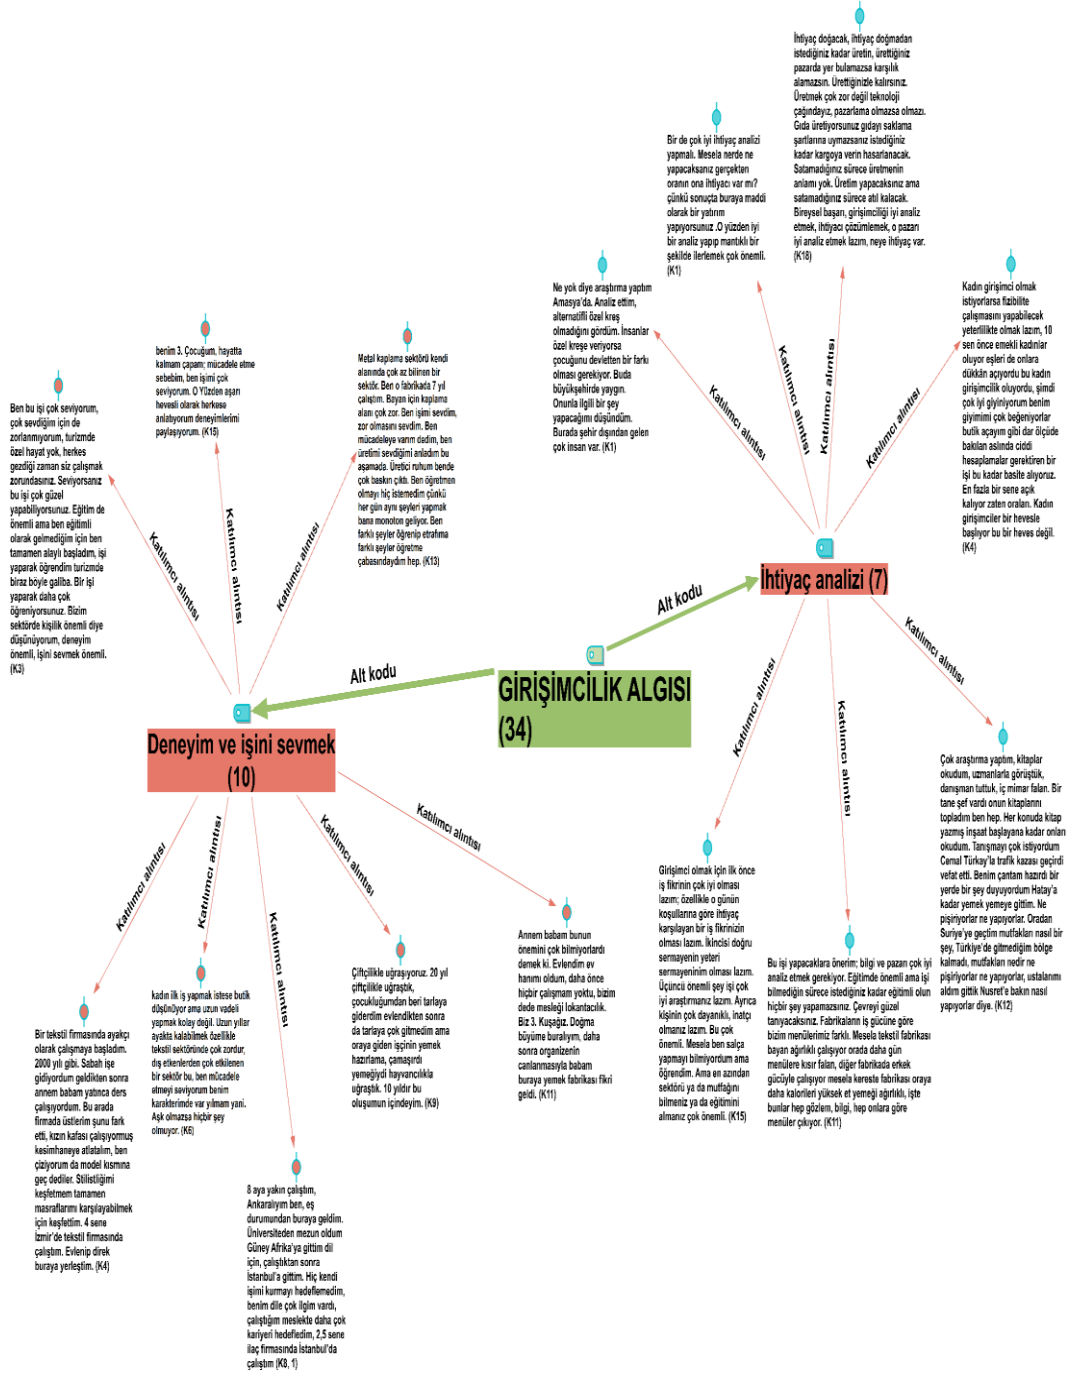 İhtiyaç doğacak, ihtiyaç doğmadan
istediğiniz kadar üretin, ürettiğiniz
pazarda yer bulamazsa karşılık
alamazsın. Ürettiğinizle kalırsınız.
Üretmek çok zor değil teknoloji
çağındayız, pazarlama olmazsa olmazı.
Gıda üretiyorsunuz gıdayı saklama
şartlarına uymazsanız istediğiniz
kadar kargoya verin hasarlanacak.
Satamadığınız sürece üretmenin
anlamı yok. Üretim yapacaksınız ama
satamadığınız sürece atıl kalacak.
Bireysel başarı, girişimciliği iyi analiz
etmek, ihtiyacı çözümlemek, o pazarı
iyi analiz etmek lazım, neye ihtiyaç var.
(K18)
Bir de çok iyi ihtiyaç analizi
yapmalı. Mesela nerde ne
yapacaksanız gerçekten
oranın ona ihtiyacı var mı?
çünkü sonuçta buraya maddi
olarak bir yatırım
yapıyorsunuz .O yüzden iyi
bir analiz yapıp mantıklı bir
şekilde ilerlemek çok önemli.
(K1)
Ne yok diye araştırma yaptım
Amasya'da. Analiz ettim,
alternatifli özel kreş
olmadığını gördüm. İnsanlar
özel kreşe veriyorsa
çocuğunu devletten bir farkı
olması gerekiyor. Buda
büyükşehirde yaygın.
Onunla ilgili bir şey
yapacağımı düşündüm.
Burada şehir dışından gelen
çok insan var. (K1)
Kadın girişimci olmak
istiyorlarsa fizibilite
çalışmasını yapabilecek
yeterlilikte olmak lazım, 10
sen önce emekli kadınlar
oluyor eşleri de onlara
dükkân açıyordu bu kadın
girişimcilik oluyordu, şimdi
çok iyi giyiniyorum benim
giyimimi çok beğeniyorlar
butik açayım gibi dar ölçüde
bakılan aslında ciddi
hesaplamalar gerektiren bir
işi bu kadar basite alıyoruz.
En fazla bir sene açık
kalıyor zaten oraları. Kadın
girişimciler bir hevesle
başlıyor bu bir heves değil.
(K4)
benim 3. Çocuğum, hayatta
kalmam çapam; mücadele etme
sebebim, ben işimi çok
seviyorum. O Yüzden aşarı
hevesli olarak herkese
anlatıyorum deneyimlerimi
paylaşıyorum. (K15)
Metal kaplama sektörü kendi
alanında çok az bilinen bir
sektör. Ben o fabrikada 7 yıl
çalıştım. Bayan için kaplama
alanı çok zor. Ben işimi sevdim,
zor olmasını sevdim. Ben
mücadeleye varım dedim, ben
üretimi sevdiğimi anladım bu
aşamada. Üretici ruhum bende
çok baskın çıktı. Ben öğretmen
olmayı hiç istemedim çünkü
her gün aynı şeyleri yapmak
bana monoton geliyor. Ben
farklı şeyler öğrenip etrafıma
farklı şeyler öğretme
çabasındaydım hep. (K13)
Ben bu işi çok seviyorum,
çok sevdiğim için de
zorlanmıyorum, turizmde
özel hayat yok, herkes
gezdiği zaman siz çalışmak
zorundasınız. Seviyorsanız
bu işi çok güzel
yapabiliyorsunuz. Eğitim de
önemli ama ben eğitimli
olarak gelmediğim için ben
tamamen alaylı başladım, işi
yaparak öğrendim turizmde
biraz böyle galiba. Bir işi
yaparak daha çok
öğreniyorsunuz. Bizim
sektörde kişilik önemli diye
düşünüyorum, deneyim
önemli, işini sevmek önemli.
(K3)
Katılımcı alıntısı
Katılımcı alıntısı
Katılımcı alıntısı
Katılımcı alıntısı
Katılımcı alıntısı
Katılımcı alıntısı
Katılımcı alıntısı
İhtiyaç analizi (7)
Alt kodu
GİRİŞİMCİLİK ALGISI
(34)
Alt kodu
Deneyim ve işini sevmek
(10)
Katılımcı alıntısı
Katılımcı alıntısı
Katılımcı alıntısı
Katılımcı alıntısı
Katılımcı alıntısı
Katılımcı alıntısı
Katılımcı alıntısı
Katılımcı alıntısı
Çok araştırma yaptım, kitaplar
okudum, uzmanlarla görüştük,
danışman tuttuk, iç mimar falan. Bir
tane şef vardı onun kitaplarını
topladım ben hep. Her konuda kitap
yazmış inşaat başlayana kadar onları
okudum. Tanışmayı çok istiyordum
Cemal Türkay'la trafik kazası geçirdi
vefat etti. Benim çantam hazırdı bir
yerde bir şey duyuyordum Hatay'a
kadar yemek yemeye gittim. Ne
pişiriyorlar ne yapıyorlar. Oradan
Suriye'ye geçtim mutfakları nasıl bir
şey, Türkiye'de gitmediğim bölge
kalmadı, mutfakları nedir ne
pişiriyorlar ne yapıyorlar, ustalarımı
aldım gittik Nusret'e bakın nasıl
yapıyorlar diye. (K12)
Girişimci olmak için ilk önce
iş fikrinin çok iyi olması
lazım; özellikle o günün
koşullarına göre ihtiyaç
karşılayan bir iş fikrinizin
olması lazım. İkincisi doğru
sermayenin yeteri
sermayeninim olması lazım.
Üçüncü önemli şey işi çok
iyi araştırmanız lazım. Ayrıca
kişinin çok dayanıklı, inatçı
olmanız lazım. Bu çok
önemli. Mesela ben salça
yapmayı bilmiyordum ama
öğrendim. Ama en azından
sektörü ya da mutfağını
bilmeniz ya da eğitimini
almanız çok önemli. (K15)
Bu işi yapacaklara önerim; bilgi ve pazarı çok iyi
analiz etmek gerekiyor. Eğitimde önemli ama işi
bilmediğin sürece istediğiniz kadar eğitimli olun
hiçbir şey yapamazsınız. Çevreyi güzel
tanıyacaksınız. Fabrikaların iş gücüne göre
bizim menülerimiz farklı. Mesela tekstil fabrikası
bayan ağırlıklı çalışıyor orada daha gün
menülere kısır falan, diğer fabrikada erkek
gücüyle çalışıyor mesela kereste fabrikası oraya
daha kalorileri yüksek et yemeği ağırlıklı, işte
bunlar hep gözlem, bilgi, hep onlara göre
menüler çıkıyor. (K11)
Annem babam bunun
önemini çok bilmiyorlardı
demek ki. Evlendim ev
hanımı oldum, daha önce
hiçbir çalışmam yoktu, bizim
dede mesleği lokantacılık.
Biz 3. Kuşağız. Doğma
büyüme buralıyım, daha
sonra organizenin
canlanmasıyla babam
buraya yemek fabrikası fikri
geldi. (K11)
Çiftçilikle uğraşıyoruz. 20 yıl
çiftçilikle uğraştık,
çocukluğumdan beri tarlaya
giderdim evlendikten sonra
da tarlaya çok gitmedim ama
oraya giden işçinin yemek
hazırlama, çamaşırdı
yemeğiydi hayvancılıkla
uğraştık. 10 yıldır bu
oluşumun içindeyim. (K9)
kadın ilk iş yapmak istese butik
düşünüyor ama uzun vadeli
yapmak kolay değil. Uzun yıllar
ayakta kalabilmek özellikle
tekstil sektöründe çok zordur,
dış etkenlerden çok etkilenen
bir sektör bu, ben mücadele
etmeyi seviyorum benim
karakterimde var yılmam yani.
Aşk olmazsa hiçbir şey
olmuyor. (K6)
Bir tekstil firmasında ayakçı
olarak çalışmaya başladım.
2000 yılı gibi. Sabah işe
gidiyordum geldikten sonra
annem babam yatınca ders
çalışıyordum. Bu arada
firmada üstlerim şunu fark
etti, kızın kafası çalışıyormuş
kesimhaneye atlatalım, ben
çiziyorum da model kısmına
geç dediler. Stilistliğimi
keşfetmem tamamen
masraflarımı karşılayabilmek
için keşfettim. 4 sene
İzmir'de tekstil firmasında
çalıştım. Evlenip direk
buraya yerleştim. (K4)
8 aya yakın çalıştım,
Ankaralıyım ben, eş
durumundan buraya geldim.
Üniversiteden mezun oldum
Güney Afrika'ya gittim dil
için, çalıştıktan sonra
İstanbul'a gittim. Hiç kendi
işimi kurmayı hedeflemedim,
benim dile çok ilgim vardı,
çalıştığım meslekte daha çok
kariyeri hedefledim, 2,5 sene
ilaç firmasında İstanbul'da
çalıştım (K8, 1)